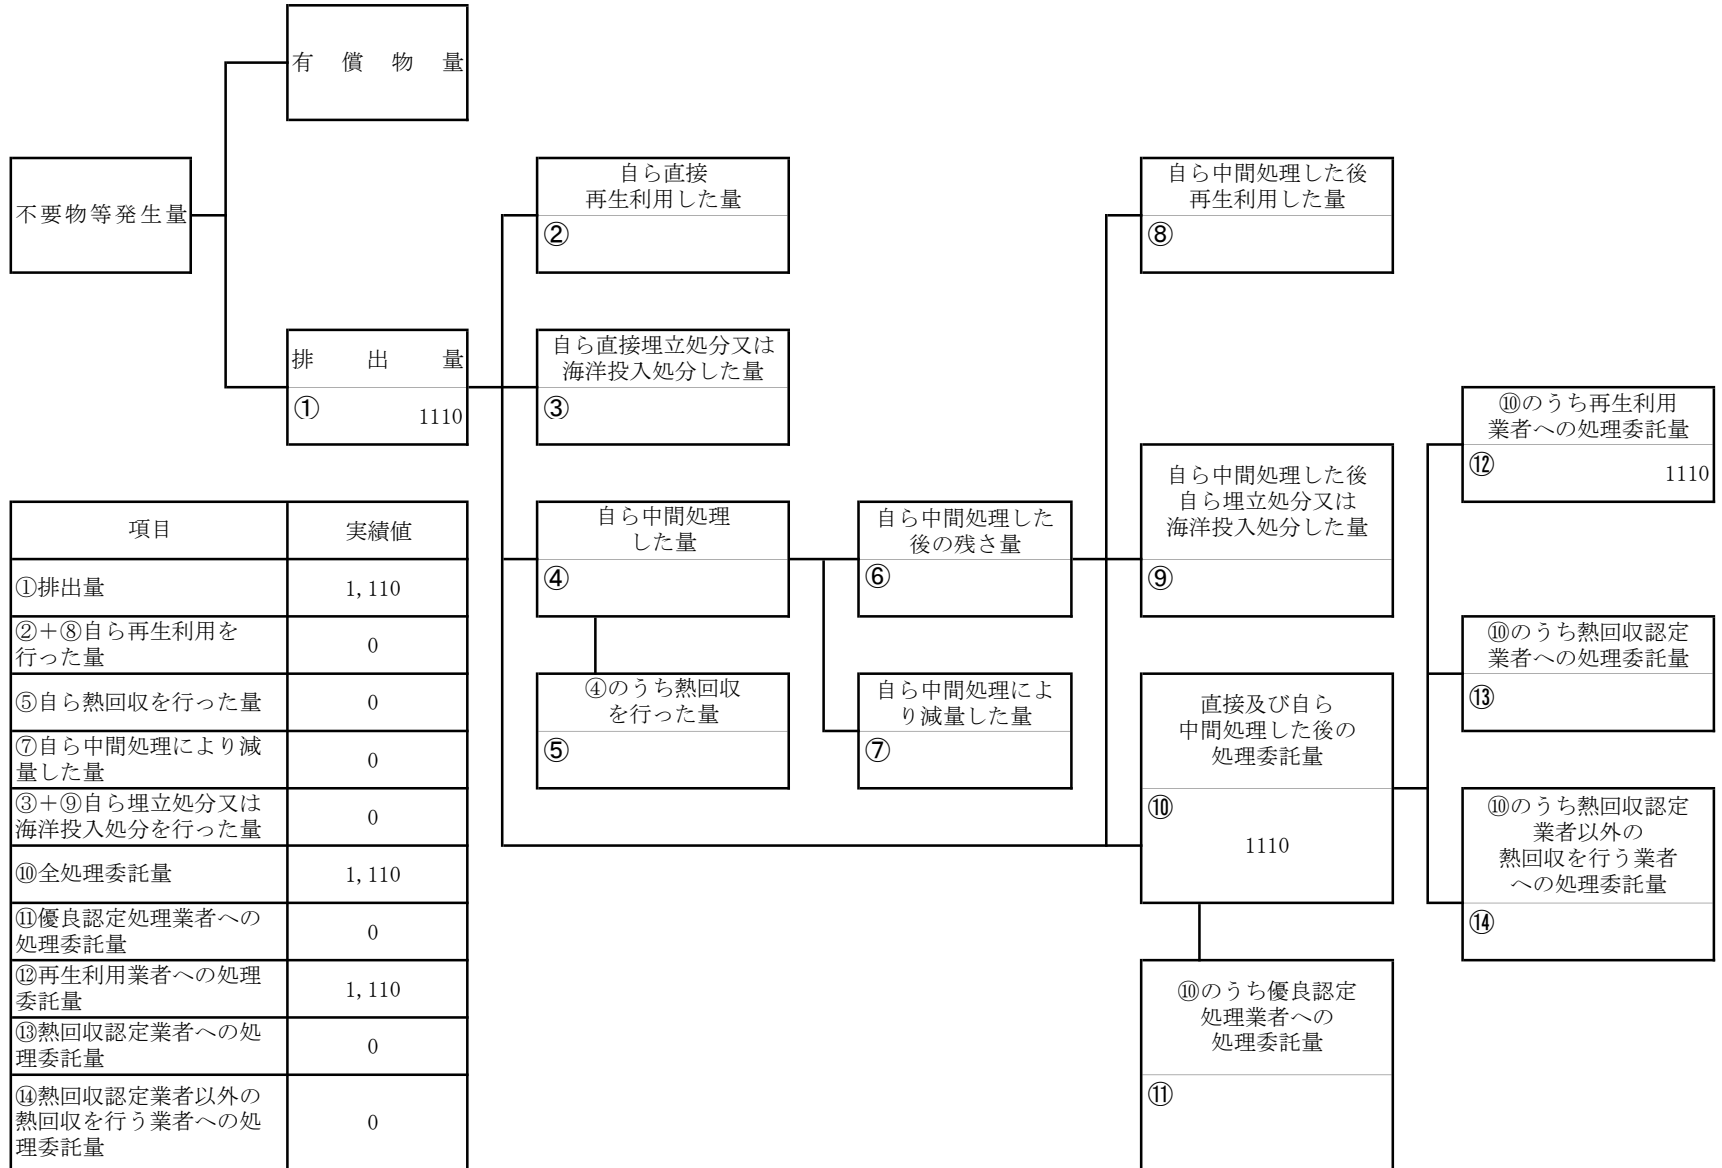 有償物量
不要物等発生量
自ら直接
再生利用した量
②
自ら中間処理した後
再生利用した量
⑧
排出量
① 1110
自ら直接埋立処分又は
海洋投入処分した量
③
⑩のうち再生利用
業者への処理委託量
⑫ 1110
自ら中間処理した後
自ら埋立処分又は
海洋投入処分した量
⑨
自ら中間処理
した量
④
自ら中間処理した
後の残さ量
⑥
④のうち熱回収
を行った量
⑤
自ら中間処理によ
り減量した量
⑦
直接及び自ら
中間処理した後の
処理委託量
⑩
1110
⑩のうち熱回収認定
業者への処理委託量
⑬
⑩のうち熱回収認定
業者以外の
熱回収を行う業者
への処理委託量
⑭
⑩のうち優良認定
処理業者への
処理委託量
⑪
項目 実績値
①排出量 1,110
②＋⑧自ら再生利用を
行った量 0
⑤自ら熱回収を行った量 0
⑦自ら中間処理により減
量した量 0
③＋⑨自ら埋立処分又は
海洋投入処分を行った量 0
⑩全処理委託量 1,110
⑪優良認定処理業者への
処理委託量 0
⑫再生利用業者への処理
委託量 1,110
⑬熱回収認定業者への処
理委託量 0
⑭熱回収認定業者以外の
熱回収を行う業者への処
理委託量 0